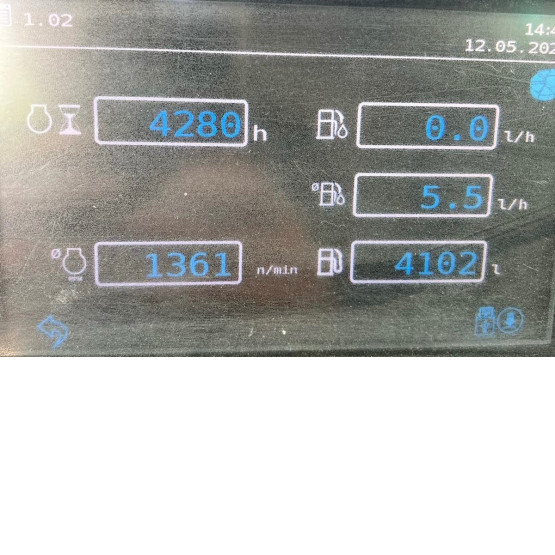 1.02
14:4
12.05.202
4280 h
0.0 l/h
ø 5.5 l/h
ø 1361 n/min
4102 l